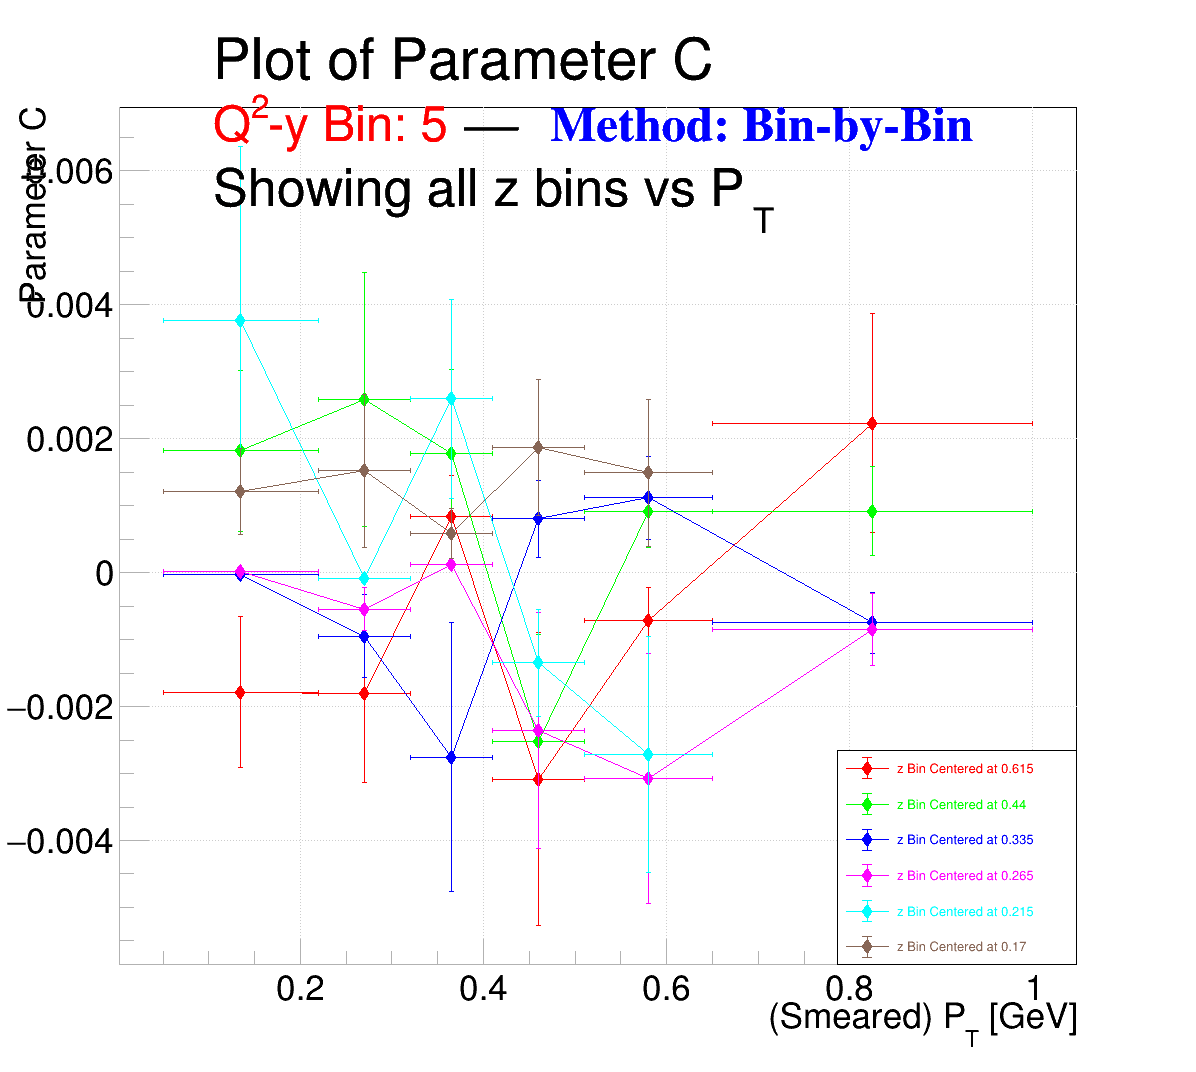 Plot of Parameter C
Q²-y Bin: 5 — Method: Bin-by-Bin
Showing all z bins vs P_T
Parameter C
0.006
0.004
0.002
0
−0.002
−0.004
z Bin Centered at 0.615
z Bin Centered at 0.44
z Bin Centered at 0.335
z Bin Centered at 0.265
z Bin Centered at 0.215
z Bin Centered at 0.17
0.2 0.4 0.6 0.8 1
(Smeared) P_T [GeV]